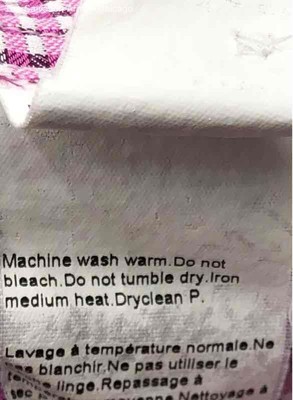 Machine wash warm.Do not
bleach.Do not tumble dry.Iron
medium heat.Dryclean P.
Lavage à température normale.Ne
blanchir.Ne pas utiliser le
linge.Repassage à
sec Nettoyage à